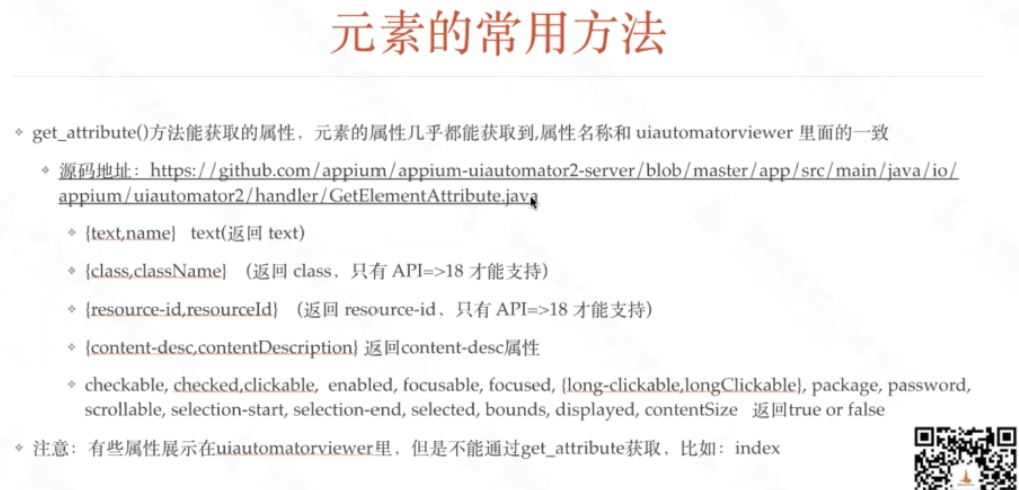 元素的常用方法
get_attribute()方法能获取的属性，元素的属性几乎都能获取到,属性名称和 uiautomatorviewer 里面的一致
源码地址：https://github.com/appium/appium-uiautomator2-server/blob/master/app/src/main/java/io/
appium/uiautomator2/handler/GetElementAttribute.java
{text,name} text(返回 text)
{class,className} （返回 class，只有 API=>18 才能支持）
{resource-id,resourceId} （返回 resource-id，只有 API=>18 才能支持）
{content-desc,contentDescription} 返回content-desc属性
checkable, checked,clickable, enabled, focusable, focused, {long-clickable,longClickable}, package, password,
scrollable, selection-start, selection-end, selected, bounds, displayed, contentSize 返回true or false
注意：有些属性展示在uiautomatorviewer里，但是不能通过get_attribute获取，比如：index